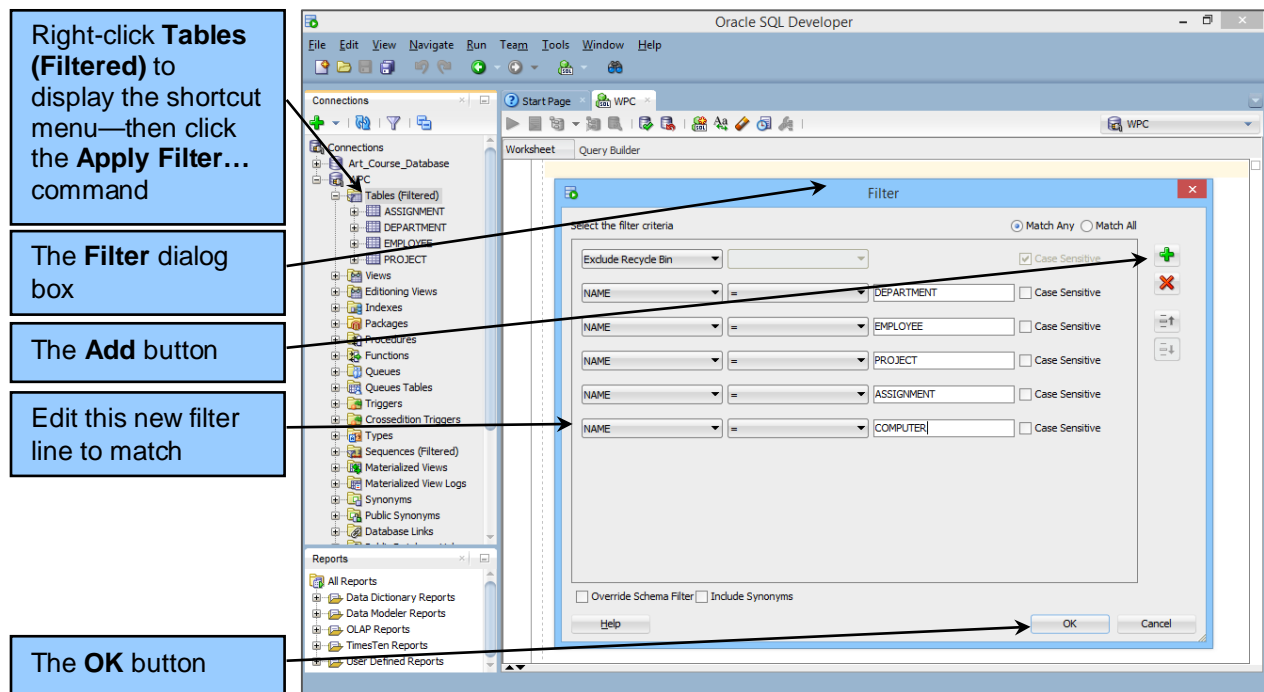 Right-click Tables
(Filtered) to
display the shortcut
menu—then click
the Apply Filter…
command
The Filter dialog
box
The Add button
Edit this new filter
line to match
The OK button
Oracle SQL Developer
File Edit View Navigate Run Team Tools Window Help
Connections
Connections
Art_Course_Database
WPC
Tables (Filtered)
ASSIGNMENT
DEPARTMENT
EMPLOYEE
PROJECT
Views
Editioning Views
Indexes
Packages
Procedures
Functions
Queues
Queues Tables
Triggers
Crossedition Triggers
Types
Sequences (Filtered)
Materialized Views
Materialized View Logs
Synonyms
Public Synonyms
Database Links
Reports
All Reports
Data Dictionary Reports
Data Modeler Reports
OLAP Reports
TimesTen Reports
User Defined Reports
Start Page
WPC
WPC
Worksheet Query Builder
Filter
Select the filter criteria
Match Any Match All
Exclude Recycle Bin Case Sensitive
NAME = DEPARTMENT Case Sensitive
NAME = EMPLOYEE Case Sensitive
NAME = PROJECT Case Sensitive
NAME = ASSIGNMENT Case Sensitive
NAME = COMPUTER Case Sensitive
Override Schema Filter Include Synonyms
Help OK Cancel